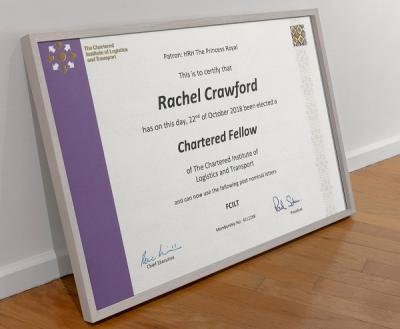 The Chartered
Institute of Logistics
and Transport
Patron: HRH The Princess Royal
This is to certify that
Rachel Crawford
has on this day, 22nd of October 2018 been elected a
Chartered Fellow
of The Chartered Institute of
Logistics and Transport
and can now use the following post nominal letters
FCILT
Membership No.
Chief Executive
President